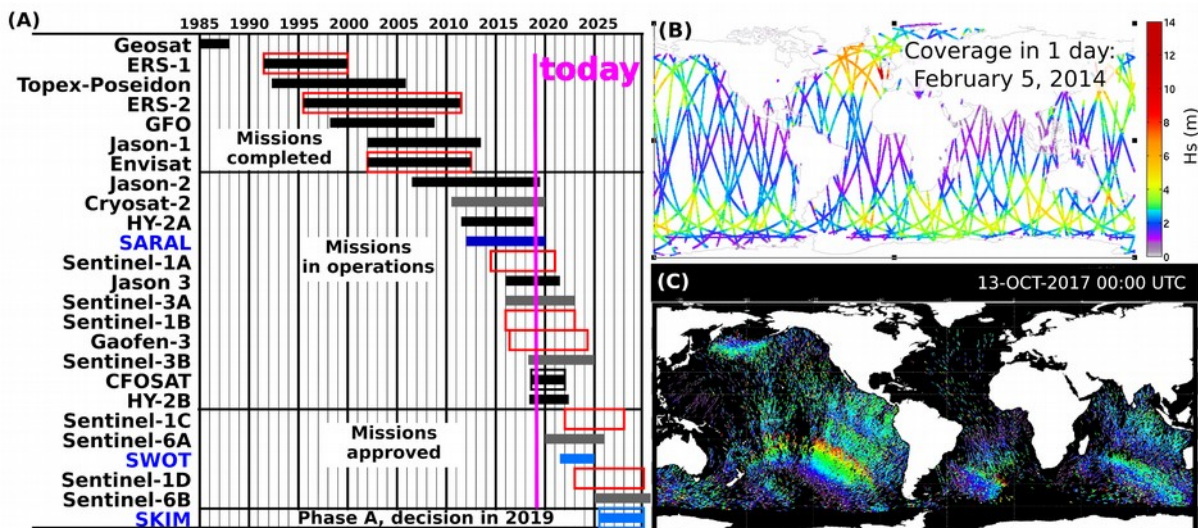 (A)
1985 1990 1995 2000 2005 2010 2015 2020 2025
Geosat
ERS-1
Topex-Poseidon
ERS-2
GFO
Jason-1
Envisat
Jason-2
Cryosat-2
HY-2A
SARAL
Sentinel-1A
Jason 3
Sentinel-3A
Sentinel-1B
Gaofen-3
Sentinel-3B
CFOSAT
HY-2B
Sentinel-1C
Sentinel-6A
SWOT
Sentinel-1D
Sentinel-6B
SKIM
today
Missions
completed
Missions
in operations
Missions
approved
Phase A, decision in 2019
(B)
Coverage in 1 day:
February 5, 2014
14
12
10
8
6
4
2
0
Hs (m)
(C)
13-OCT-2017 00:00 UTC